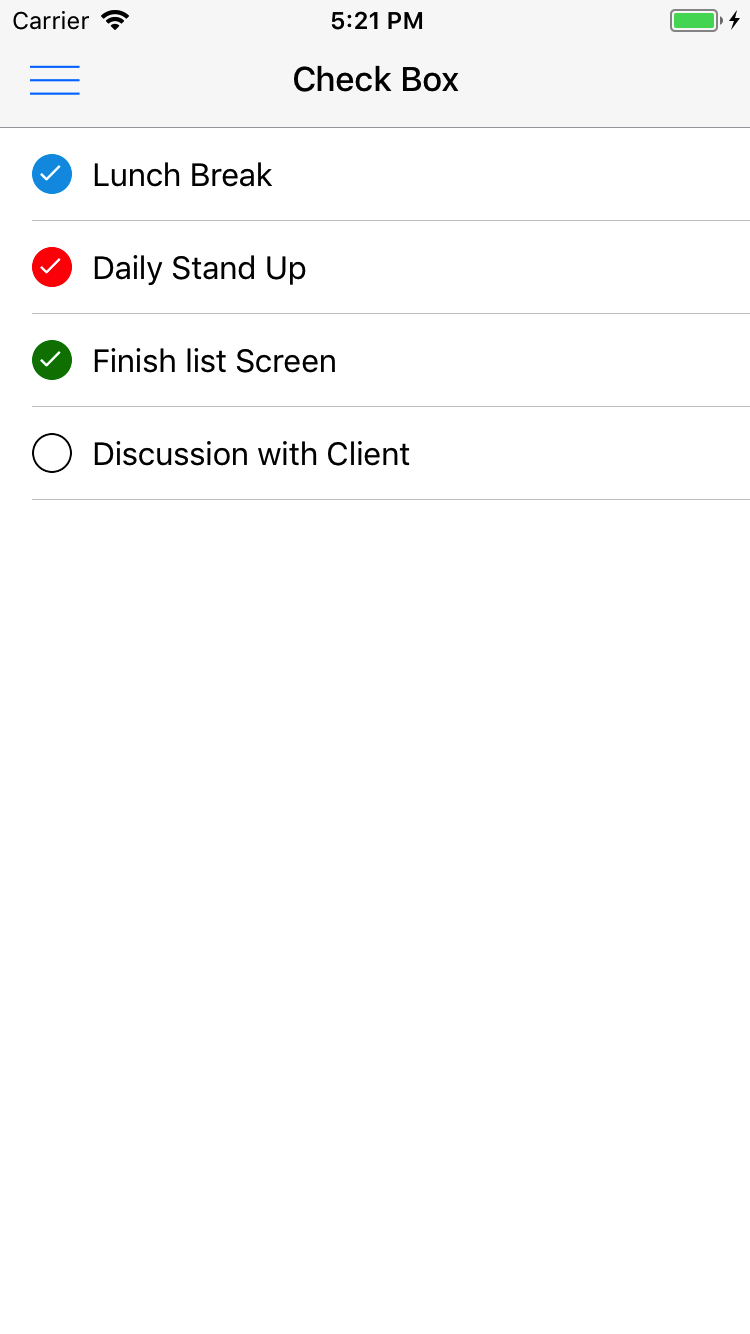 Carrier 5:21 PM
Check Box
Lunch Break
Daily Stand Up
Finish list Screen
Discussion with Client